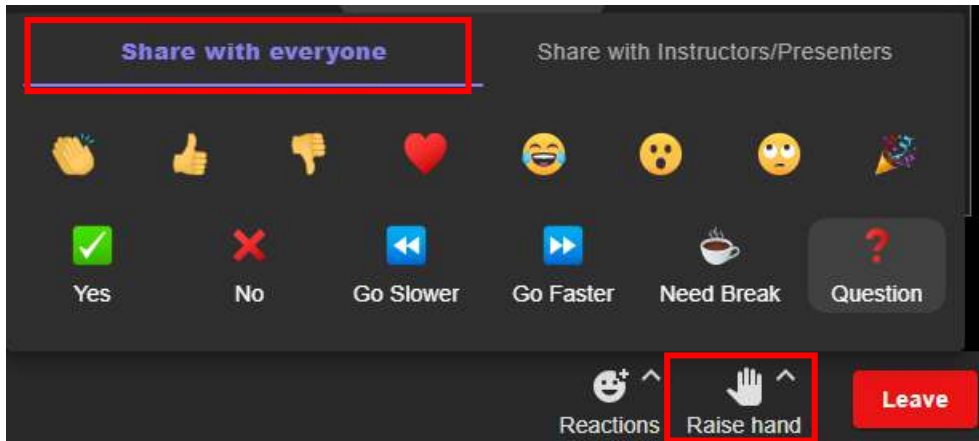 Share with everyone
Share with Instructors/Presenters
Yes
No
Go Slower
Go Faster
Need Break
Question
Reactions
Raise hand
Leave